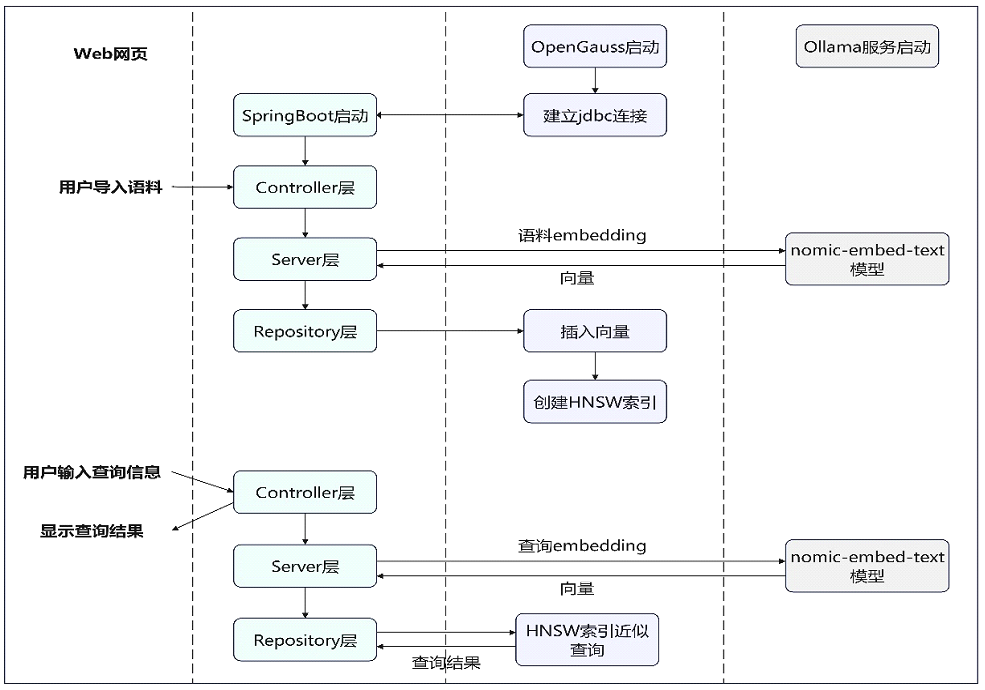 Web网页
OpenGauss启动
Ollama服务启动
SpringBoot启动
建立jdbc连接
用户导入语料
Controller层
Server层
语料embedding
向量
nomic-embed-text
模型
Repository层
插入向量
创建HNSW索引
用户输入查询信息
Controller层
显示查询结果
Server层
查询embedding
向量
nomic-embed-text
模型
Repository层
HNSW索引近似
查询
查询结果